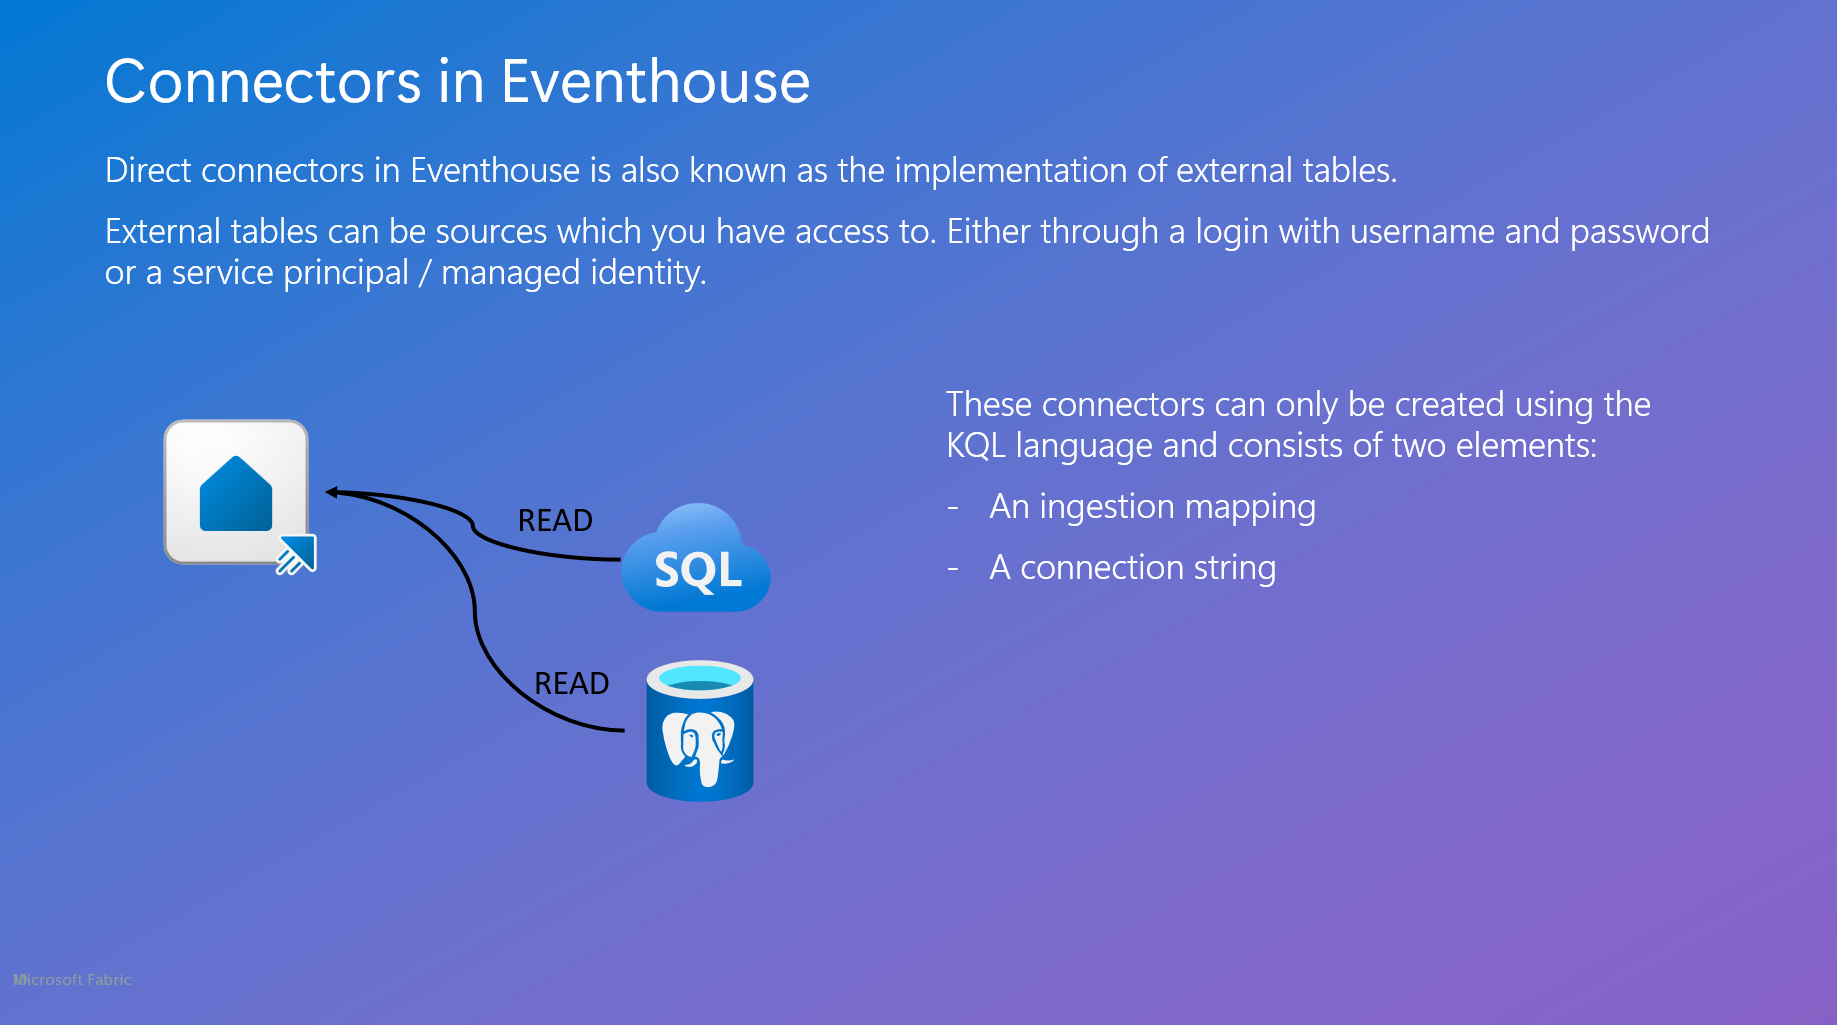 Connectors in Eventhouse
Direct connectors in Eventhouse is also known as the implementation of external tables.
External tables can be sources which you have access to. Either through a login with username and password
or a service principal / managed identity.
These connectors can only be created using the
KQL language and consists of two elements:
- An ingestion mapping
- A connection string
READ
SQL
READ
Microsoft Fabric